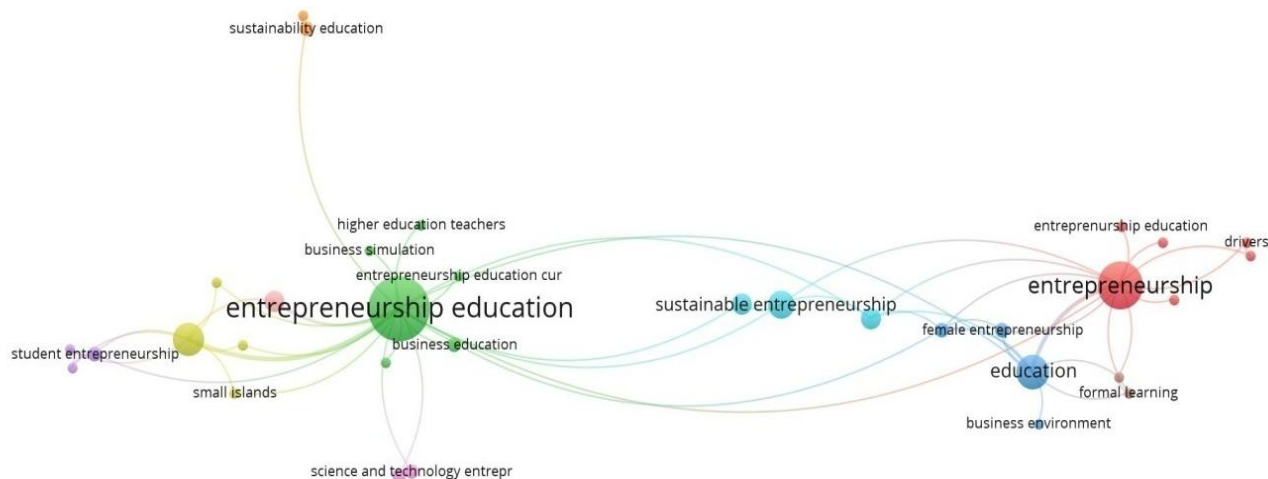 sustainability education
higher education teachers
business simulation
entrepreneurship education cur
entrepreneurship education
business education
student entrepreneurship
small islands
science and technology entrepr
sustainable entrepreneurship
entreprenurship education
drivers
entrepreneurship
female entrepreneurship
education
formal learning
business environment